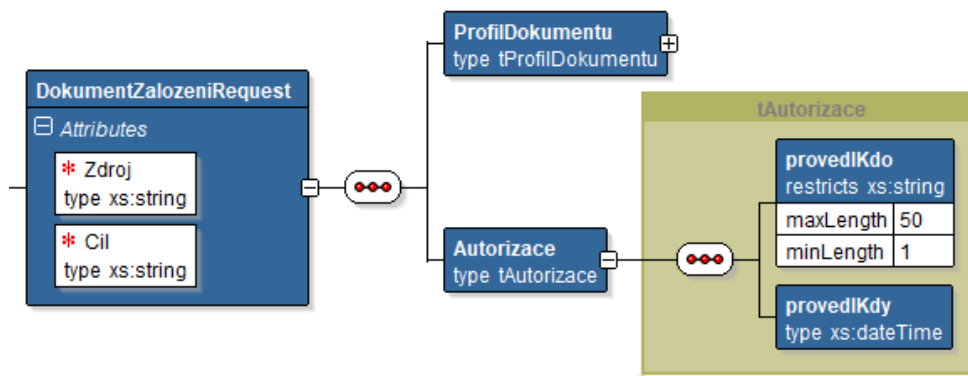 ProfilDokumentu
type tProfilDokumentu
DokumentZalozeniRequest
Attributes
* Zdroj
type xs:string
* Cil
type xs:string
Autorizace
type tAutorizace
tAutorizace
provedlKdo
restricts xs:string
maxLength 50
minLength 1
provedlKdy
type xs:dateTime